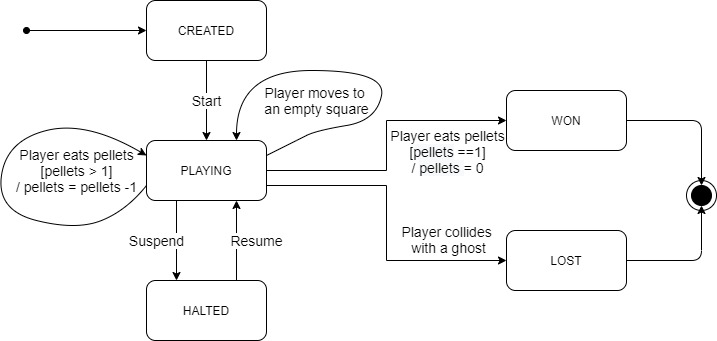 CREATED
Start
Player moves to
an empty square
Player eats pellets
[pellets > 1]
/ pellets = pellets -1
PLAYING
Player eats pellets
[pellets ==1]
/ pellets = 0
WON
Suspend
Resume
Player collides
with a ghost
LOST
HALTED